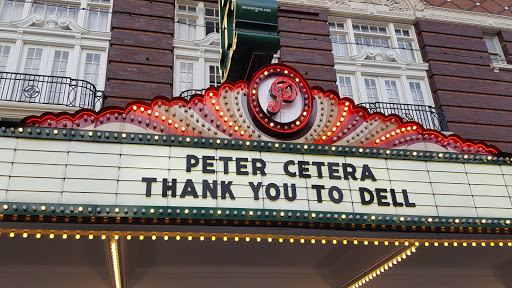 P
PETER CETERA
THANK YOU TO DELL